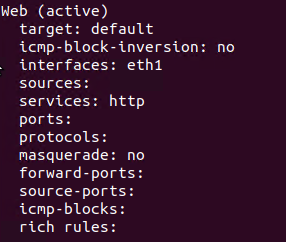 Web (active)
  target: default
  icmp-block-inversion: no
  interfaces: eth1
  sources:
  services: http
  ports:
  protocols:
  masquerade: no
  forward-ports:
  source-ports:
  icmp-blocks:
  rich rules: